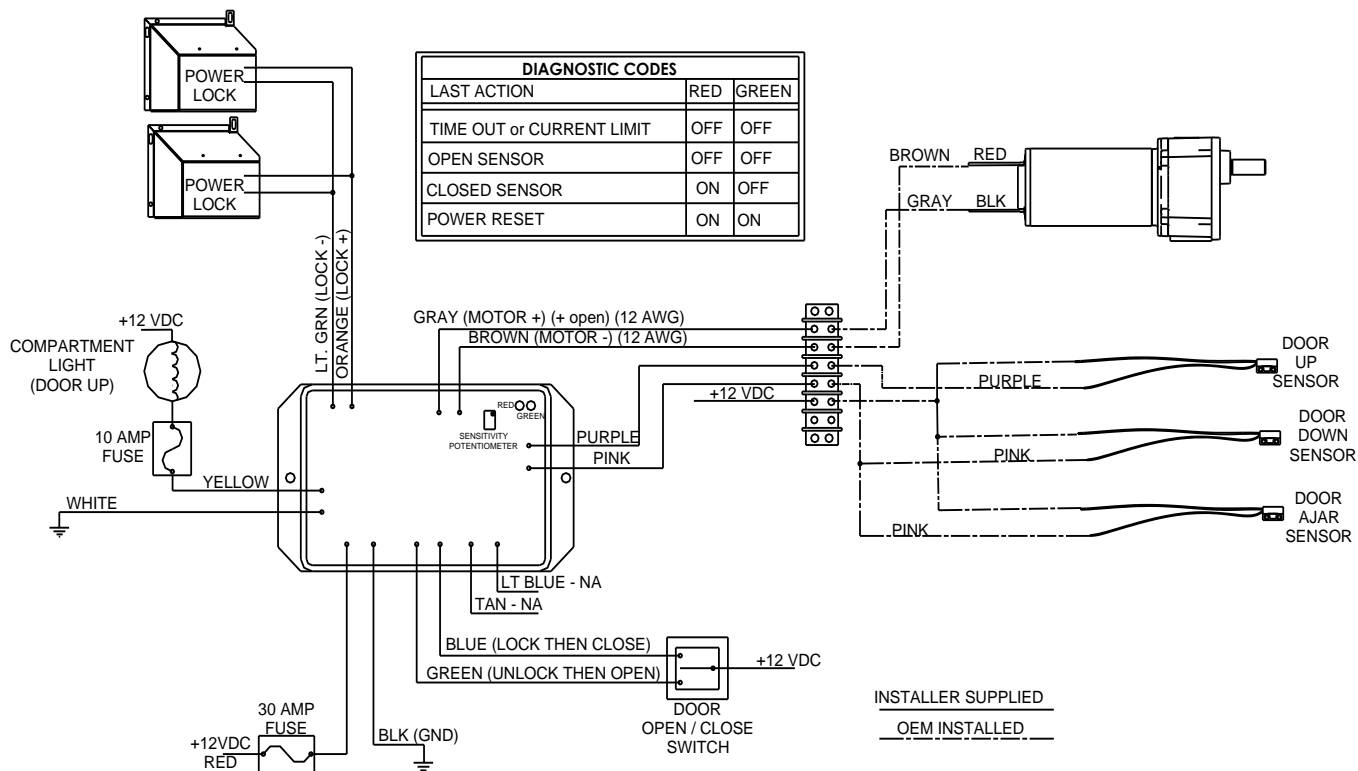 POWER
LOCK
POWER
LOCK
DIAGNOSTIC CODES
LAST ACTION RED GREEN
TIME OUT or CURRENT LIMIT OFF OFF
OPEN SENSOR OFF OFF
CLOSED SENSOR ON OFF
POWER RESET ON ON
BROWN RED
GRAY BLK
LT. GRN (LOCK -)
ORANGE (LOCK +)
+12 VDC
COMPARTMENT
LIGHT
(DOOR UP)
10 AMP
FUSE
YELLOW
WHITE
GRAY (MOTOR +) (+ open) (12 AWG)
BROWN (MOTOR -) (12 AWG)
+12 VDC
RED
GREEN
SENSITIVITY
POTENTIOMETER
PURPLE
PINK
PURPLE
DOOR
UP
SENSOR
PINK
DOOR
DOWN
SENSOR
PINK
DOOR
AJAR
SENSOR
LT BLUE - NA
TAN - NA
BLUE (LOCK THEN CLOSE)
GREEN (UNLOCK THEN OPEN)
+12 VDC
DOOR
OPEN / CLOSE
SWITCH
30 AMP
FUSE
+12VDC
RED
BLK (GND)
INSTALLER SUPPLIED
OEM INSTALLED